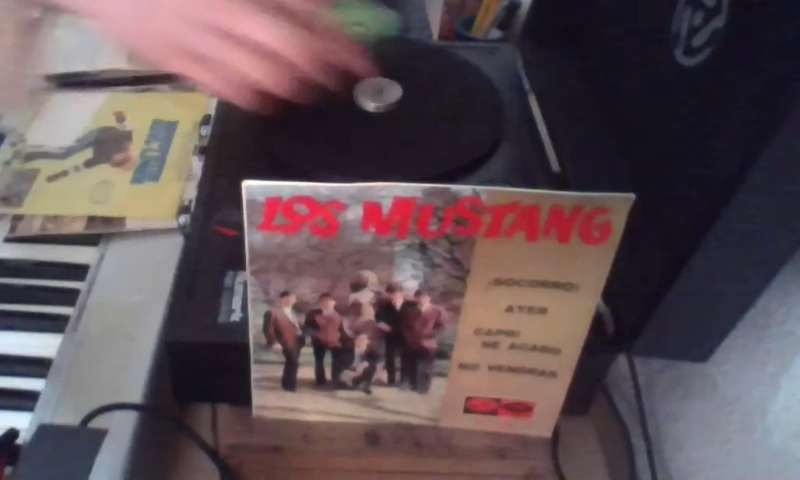 LOS MUSTANG
¡SOCORRO!
AYER
CAPRI
SE ACABO
NO VENDRAS